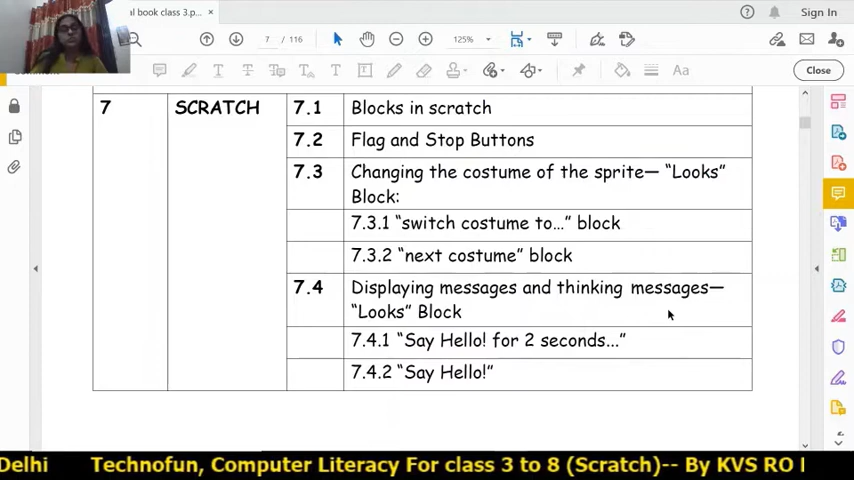 al book class 3.p... ×
Sign In
7 / 116
125%
Close
7 SCRATCH 7.1 Blocks in scratch
7.2 Flag and Stop Buttons
7.3 Changing the costume of the sprite— “Looks”
Block:
7.3.1 “switch costume to…” block
7.3.2 “next costume” block
7.4 Displaying messages and thinking messages—
“Looks” Block
7.4.1 “Say Hello! for 2 seconds...”
7.4.2 “Say Hello!”
Delhi Technofun, Computer Literacy For class 3 to 8 (Scratch)-- By KVS RO